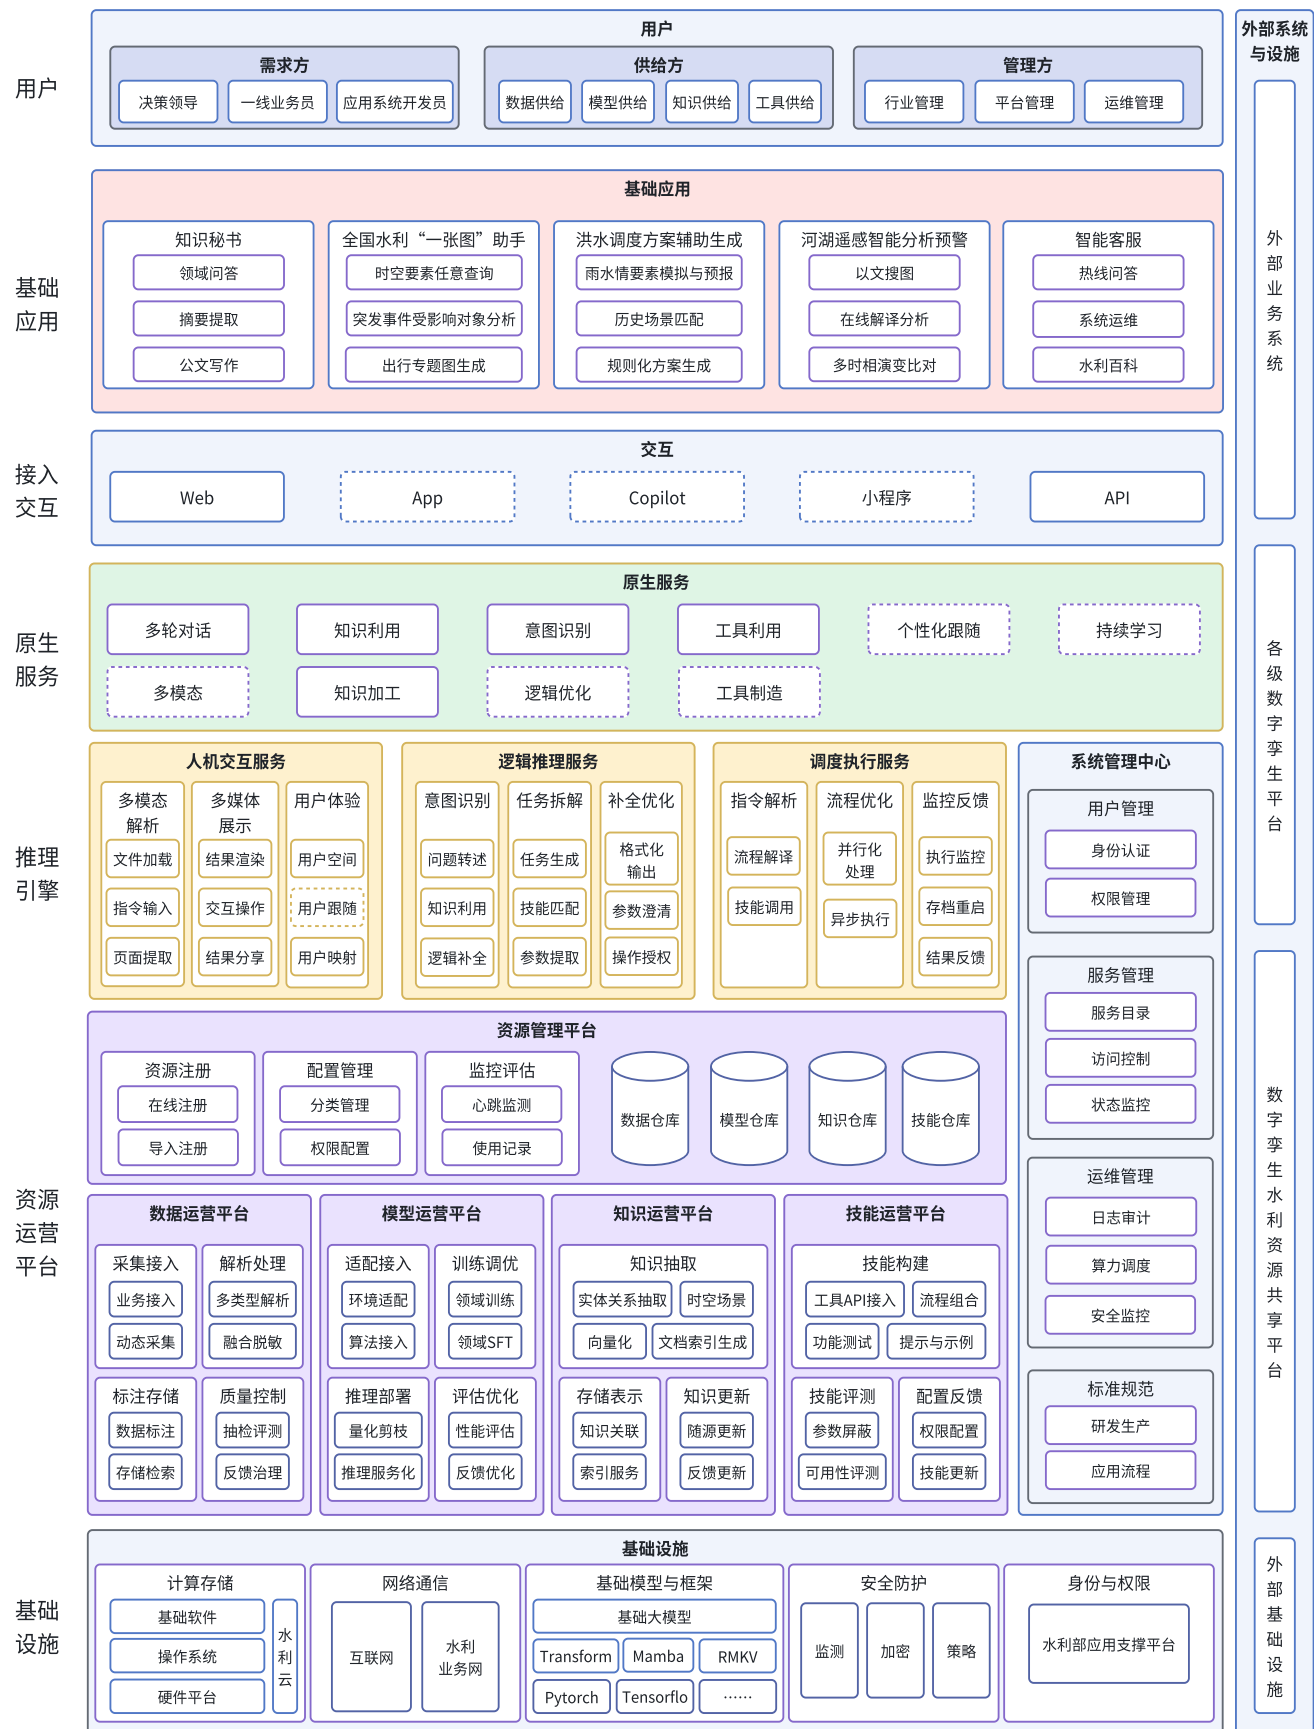 用户
用户
需求方
决策领导
一线业务员
应用系统开发员
供给方
数据供给
模型供给
知识供给
工具供给
管理方
行业管理
平台管理
运维管理
基础
应用
基础应用
知识秘书
领域问答
摘要提取
公文写作
全国水利“一张图”助手
时空要素任意查询
突发事件受影响对象分析
出行专题图生成
洪水调度方案辅助生成
雨水情要素模拟与预报
历史场景匹配
规则化方案生成
河湖遥感智能分析预警
以文搜图
在线解译分析
多时相演变比对
智能客服
热线问答
系统运维
水利百科
接入
交互
交互
Web
App
Copilot
小程序
API
原生
服务
原生服务
多轮对话
知识利用
意图识别
工具利用
个性化跟随
持续学习
多模态
知识加工
逻辑优化
工具制造
推理
引擎
人机交互服务
多模态
解析
文件加载
指令输入
页面提取
多媒体
展示
结果渲染
交互操作
结果分享
用户体验
用户空间
用户跟随
用户映射
逻辑推理服务
意图识别
问题转述
知识利用
逻辑补全
任务拆解
任务生成
技能匹配
参数提取
补全优化
格式化
输出
参数澄清
操作授权
调度执行服务
指令解析
流程解译
技能调用
流程优化
并行化
处理
异步执行
监控反馈
执行监控
存档重启
结果反馈
资源
运营
平台
资源管理平台
资源注册
在线注册
导入注册
配置管理
分类管理
权限配置
监控评估
心跳监测
使用记录
数据仓库
模型仓库
知识仓库
技能仓库
数据运营平台
采集接入
业务接入
动态采集
解析处理
多类型解析
融合脱敏
标注存储
数据标注
存储检索
质量控制
抽检评测
反馈治理
模型运营平台
适配接入
环境适配
算法接入
训练调优
领域训练
领域SFT
推理部署
量化剪枝
推理服务化
评估优化
性能评估
反馈优化
知识运营平台
知识抽取
实体关系抽取
时空场景
向量化
文档索引生成
存储表示
知识关联
索引服务
知识更新
随源更新
反馈更新
技能运营平台
技能构建
工具API接入
流程组合
功能测试
提示与示例
技能评测
参数屏蔽
可用性评测
配置反馈
权限配置
技能更新
系统管理中心
用户管理
身份认证
权限管理
服务管理
服务目录
访问控制
状态监控
运维管理
日志审计
算力调度
安全监控
标准规范
研发生产
应用流程
基础
设施
基础设施
计算存储
基础软件
操作系统
硬件平台
水利云
网络通信
互联网
水利
业务网
基础模型与框架
基础大模型
Transform
Mamba
RMKV
Pytorch
Tensorflo
······
安全防护
监测
加密
策略
身份与权限
水利部应用支撑平台
外部系统
与设施
外部业务系统
各级数字孪生平台
数字孪生水利资源共享平台
外部基础设施